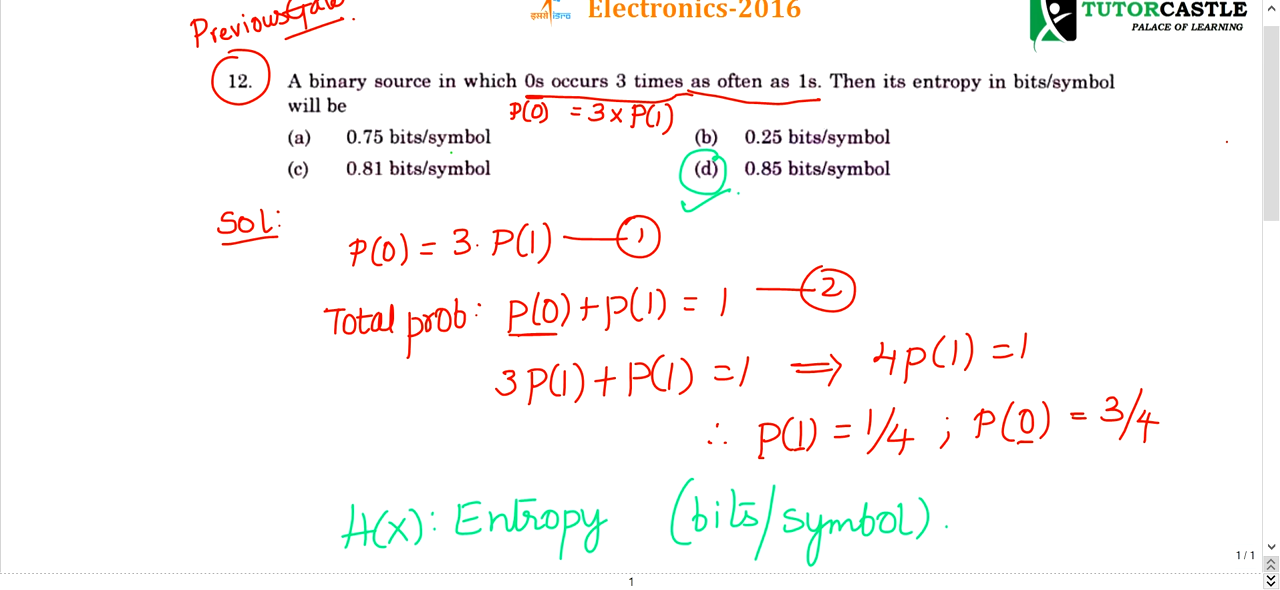 Previous Gate
इसरो isro Electronics-2016
TUTORCASTLE
PALACE OF LEARNING
12. A binary source in which 0s occurs 3 times as often as 1s. Then its entropy in bits/symbol
will be P(0) = 3 × P(1)
(a) 0.75 bits/symbol (b) 0.25 bits/symbol
(c) 0.81 bits/symbol (d) 0.85 bits/symbol
Sol:
P(0) = 3. P(1) — 1
Total prob: P(0) + P(1) = 1 — 2
3P(1) + P(1) = 1 ⟹ 4P(1) = 1
∴ P(1) = 1/4 ; P(0) = 3/4
H(X): Entropy (bits/symbol).
1 / 1
1